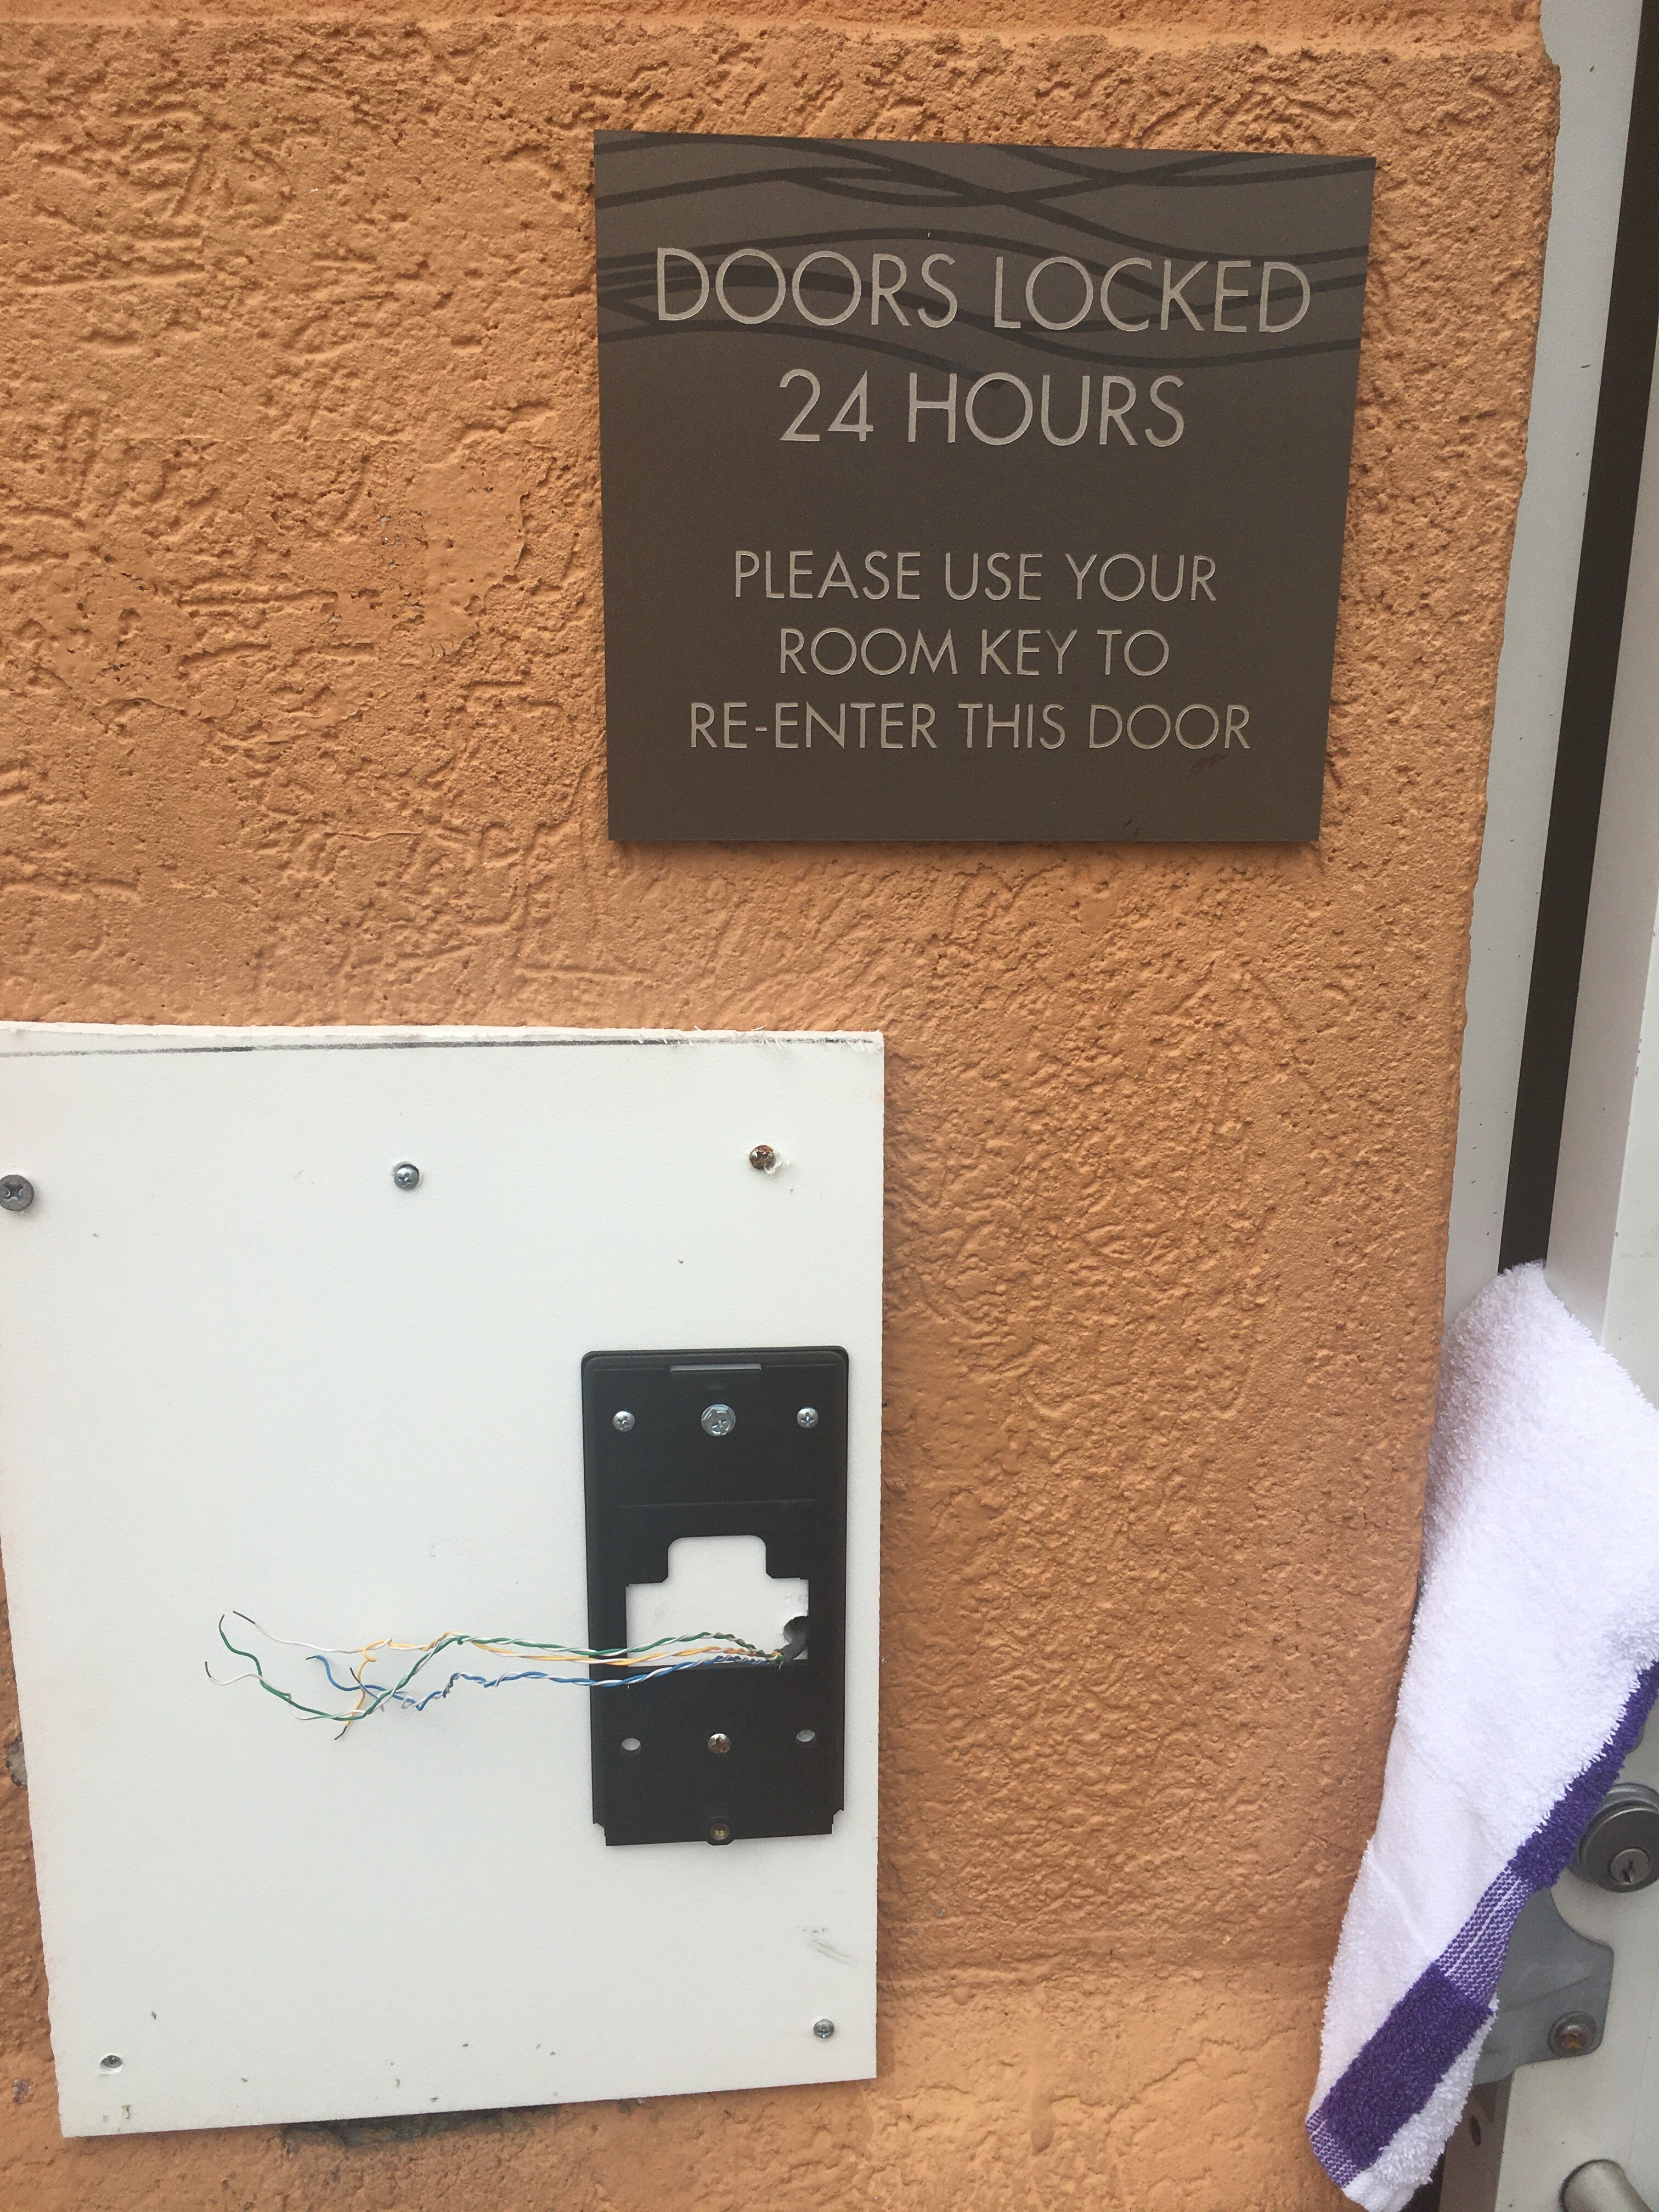 DOORS LOCKED
24 HOURS
PLEASE USE YOUR
ROOM KEY TO
RE-ENTER THIS DOOR